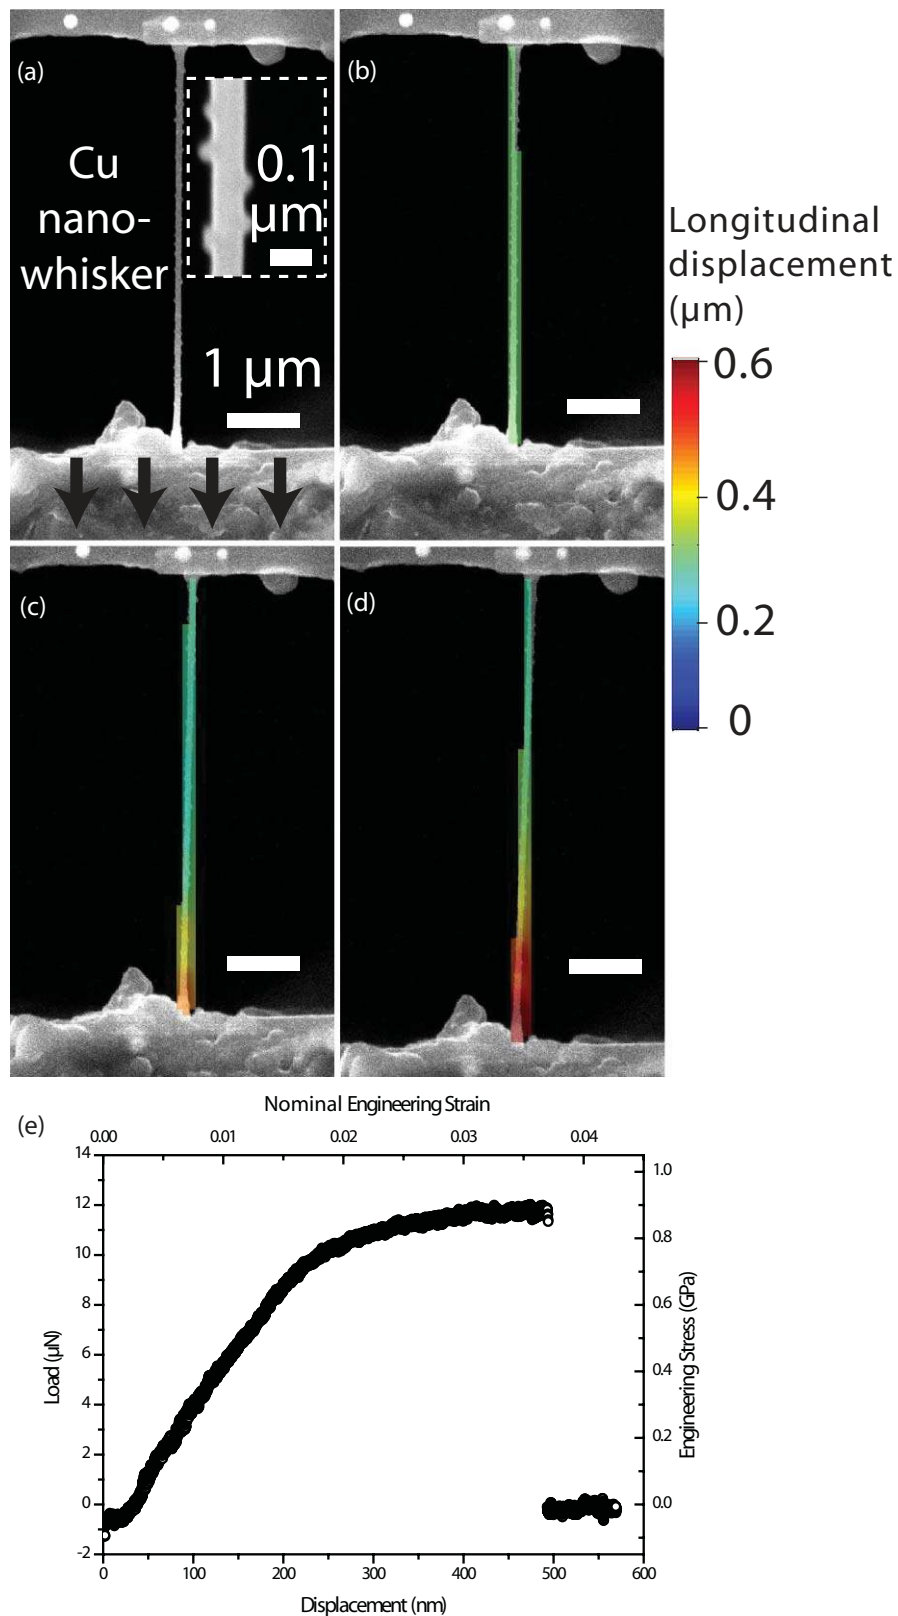 (a)
Cu
nano-
whisker
0.1
µm
1 µm
(b)
Longitudinal
displacement
(µm)
0.6
0.4
0.2
0
(c)
(d)
(e)
Nominal Engineering Strain
0.00 0.01 0.02 0.03 0.04
14
12
10
8
6
4
2
0
-2
Load (µN)
1.0
0.8
0.6
0.4
0.2
0.0
Engineering Stress (GPa)
0 100 200 300 400 500 600
Displacement (nm)